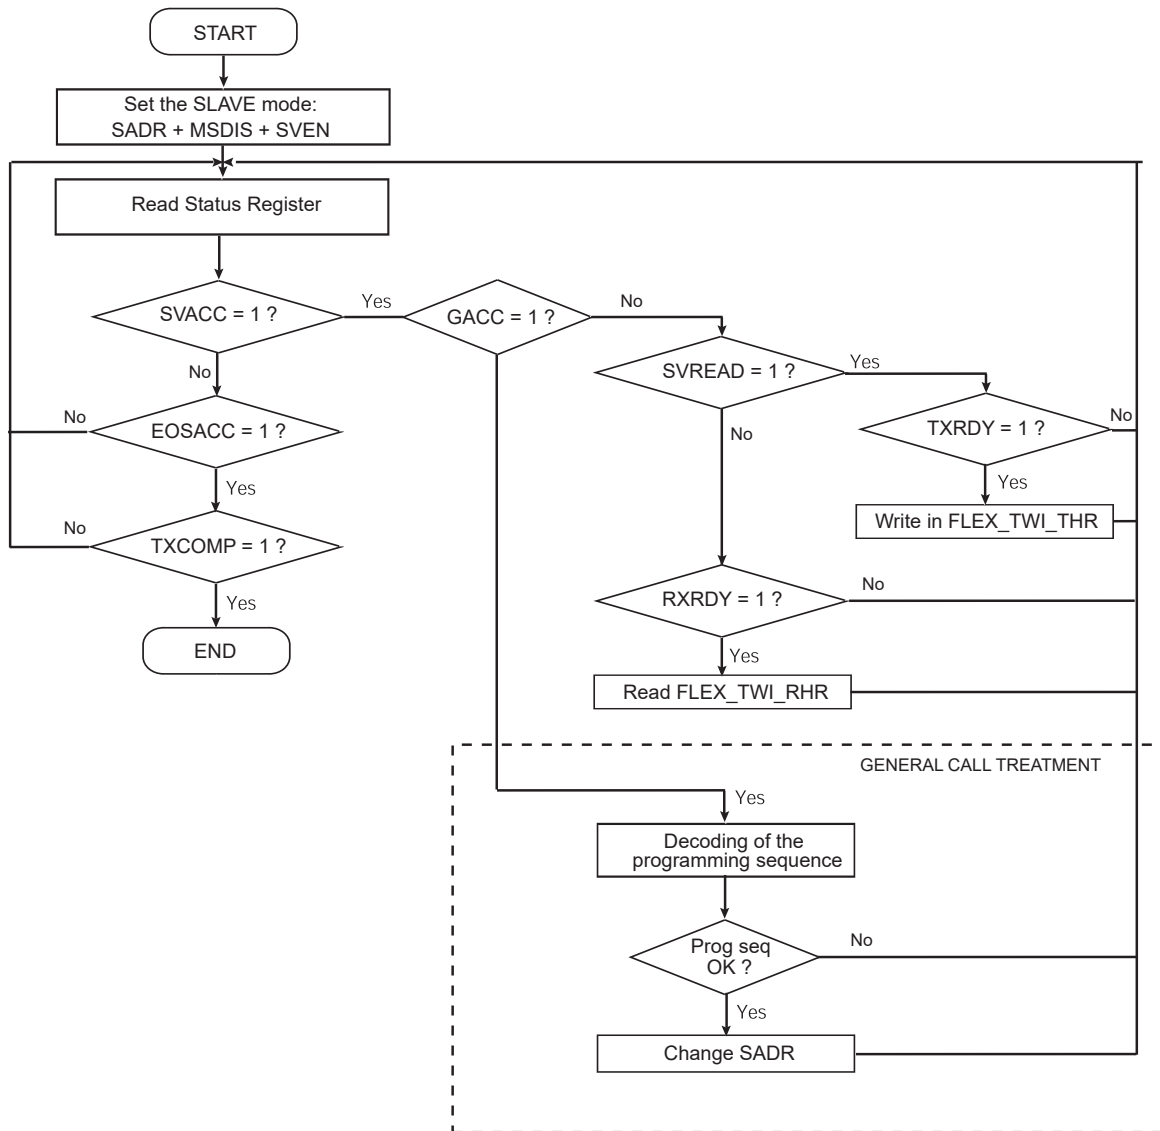 START
Set the SLAVE mode:
SADR + MSDIS + SVEN
Read Status Register
SVACC = 1 ?
Yes
GACC = 1 ?
No
SVREAD = 1 ?
Yes
No
EOSACC = 1 ?
No
TXRDY = 1 ?
No
No
Yes
Yes
Write in FLEX_TWI_THR
No
TXCOMP = 1 ?
RXRDY = 1 ?
No
Yes
END
Yes
Read FLEX_TWI_RHR
GENERAL CALL TREATMENT
Yes
Decoding of the
programming sequence
Prog seq
OK ?
No
Yes
Change SADR